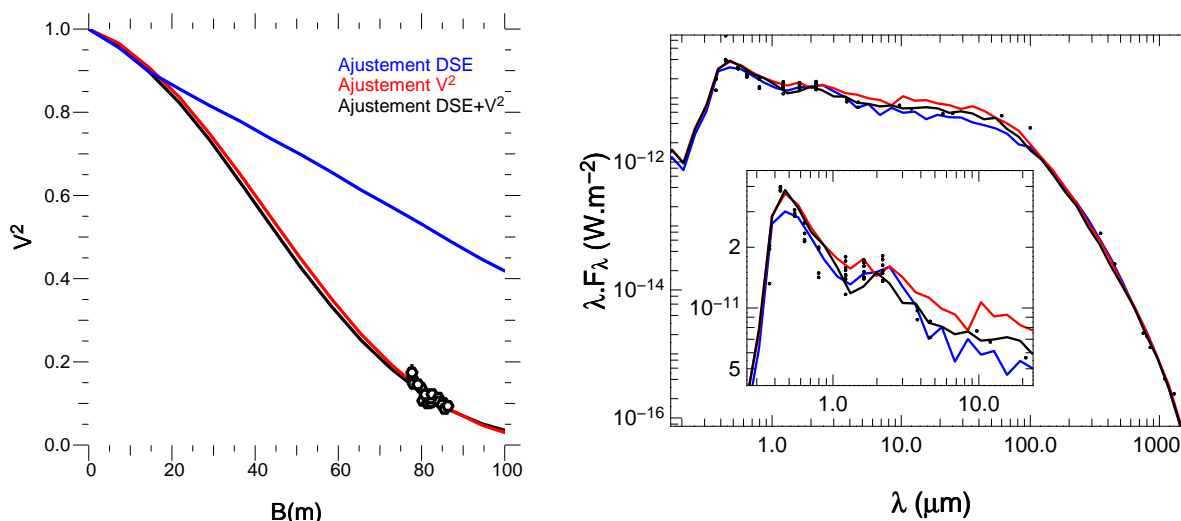 1.0
0.8
0.6
0.4
0.2
0.0
V²
0 20 40 60 80 100
B(m)
Ajustement DSE
Ajustement V²
Ajustement DSE+V²
10−12
10−14
10−16
λ.Fλ (W.m−2)
1.0 10.0 100.0 1000
λ (μm)
2
10−11
5
1.0 10.0